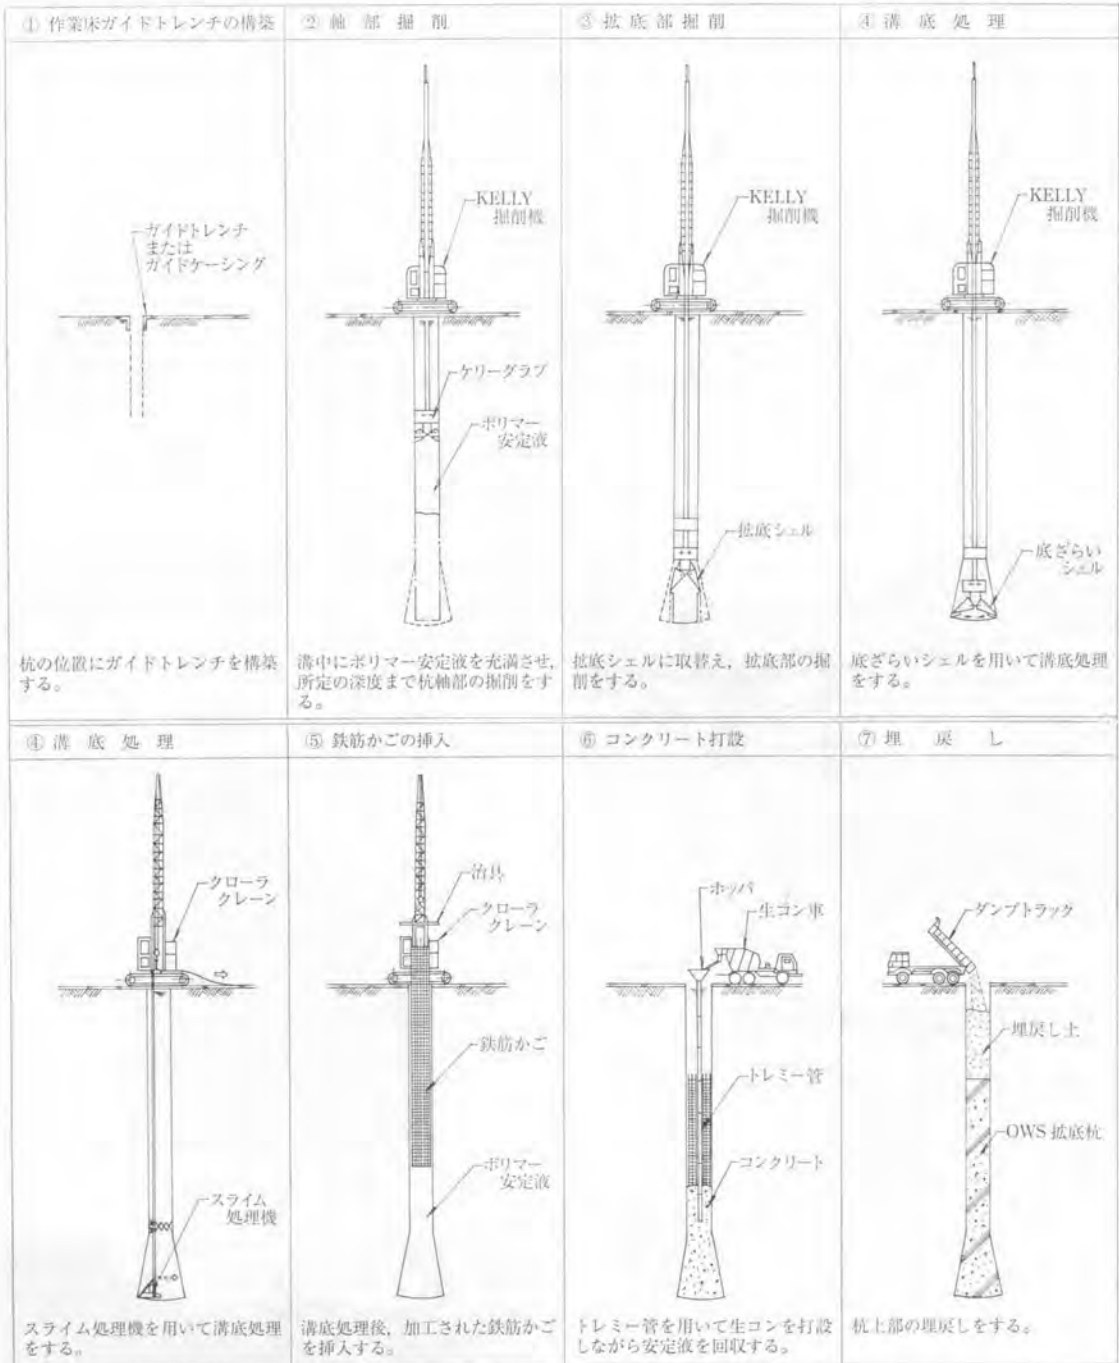 ① 作業床ガイドトレンチの構築
ガイドトレンチ
または
ガイドケーシング
杭の位置にガイドトレンチを構築
する。
② 軸部掘削
KELLY
掘削機
ケリーグラブ
ポリマー
安定液
溝中にポリマー安定液を充満させ,
所定の深度まで杭軸部の掘削をす
る。
③ 拡底部掘削
KELLY
掘削機
拡底シェル
拡底シェルに取替え, 拡底部の掘
削をする。
④ 溝底処理
KELLY
掘削機
底ざらい
シェル
底ざらいシェルを用いて溝底処理
をする。
④ 溝底処理
クローラ
クレーン
スライム
処理機
スライム処理機を用いて溝底処理
をする。
⑤ 鉄筋かごの挿入
治具
クローラ
クレーン
鉄筋かご
ポリマー
安定液
溝底処理後, 加工された鉄筋かご
を挿入する。
⑥ コンクリート打設
ホッパ
生コン車
トレミー管
コンクリート
トレミー管を用いて生コンを打設
しながら安定液を回収する。
⑦ 埋戻し
ダンプトラック
埋戻し土
OWS 拡底杭
杭上部の埋戻しをする。